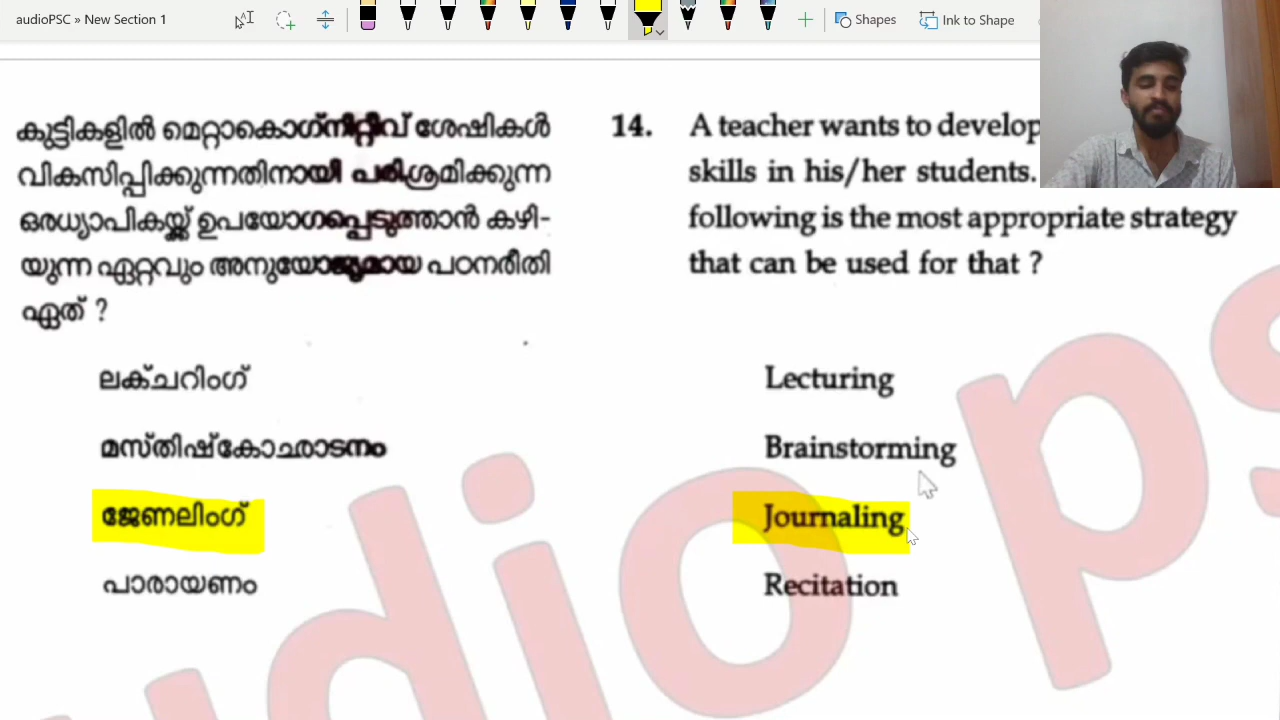 audioPSC » New Section 1
Shapes
Ink to Shape
കുട്ടികളിൽ മെറ്റാകൊഗ്നീറ്റീവ് ശേഷികൾ
വികസിപ്പിക്കുന്നതിനായി പരിശ്രമിക്കുന്ന
ഒരധ്യാപികയ്ക്ക് ഉപയോഗപ്പെടുത്താൻ കഴി-
യുന്ന ഏറ്റവും അനുയോജ്യമായ പഠനരീതി
ഏത് ?
ലക്ചറിംഗ്
മസ്തിഷ്കോഛാടനം
ജേണലിംഗ്
പാരായണം
14. A teacher wants to develop
skills in his/her students.
following is the most appropriate strategy
that can be used for that ?
Lecturing
Brainstorming
Journaling
Recitation
udio ps